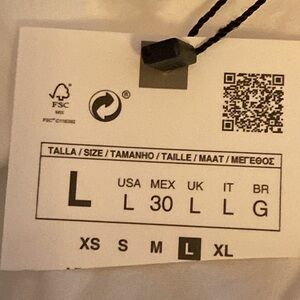 FSC
MIX
®
TALLA / SIZE / TAMANHO / TAILLE / MAAT / ΜΕΓΕΘΟΣ
L
USA MEX UK IT BR
L 30 L L G
XS S M L XL